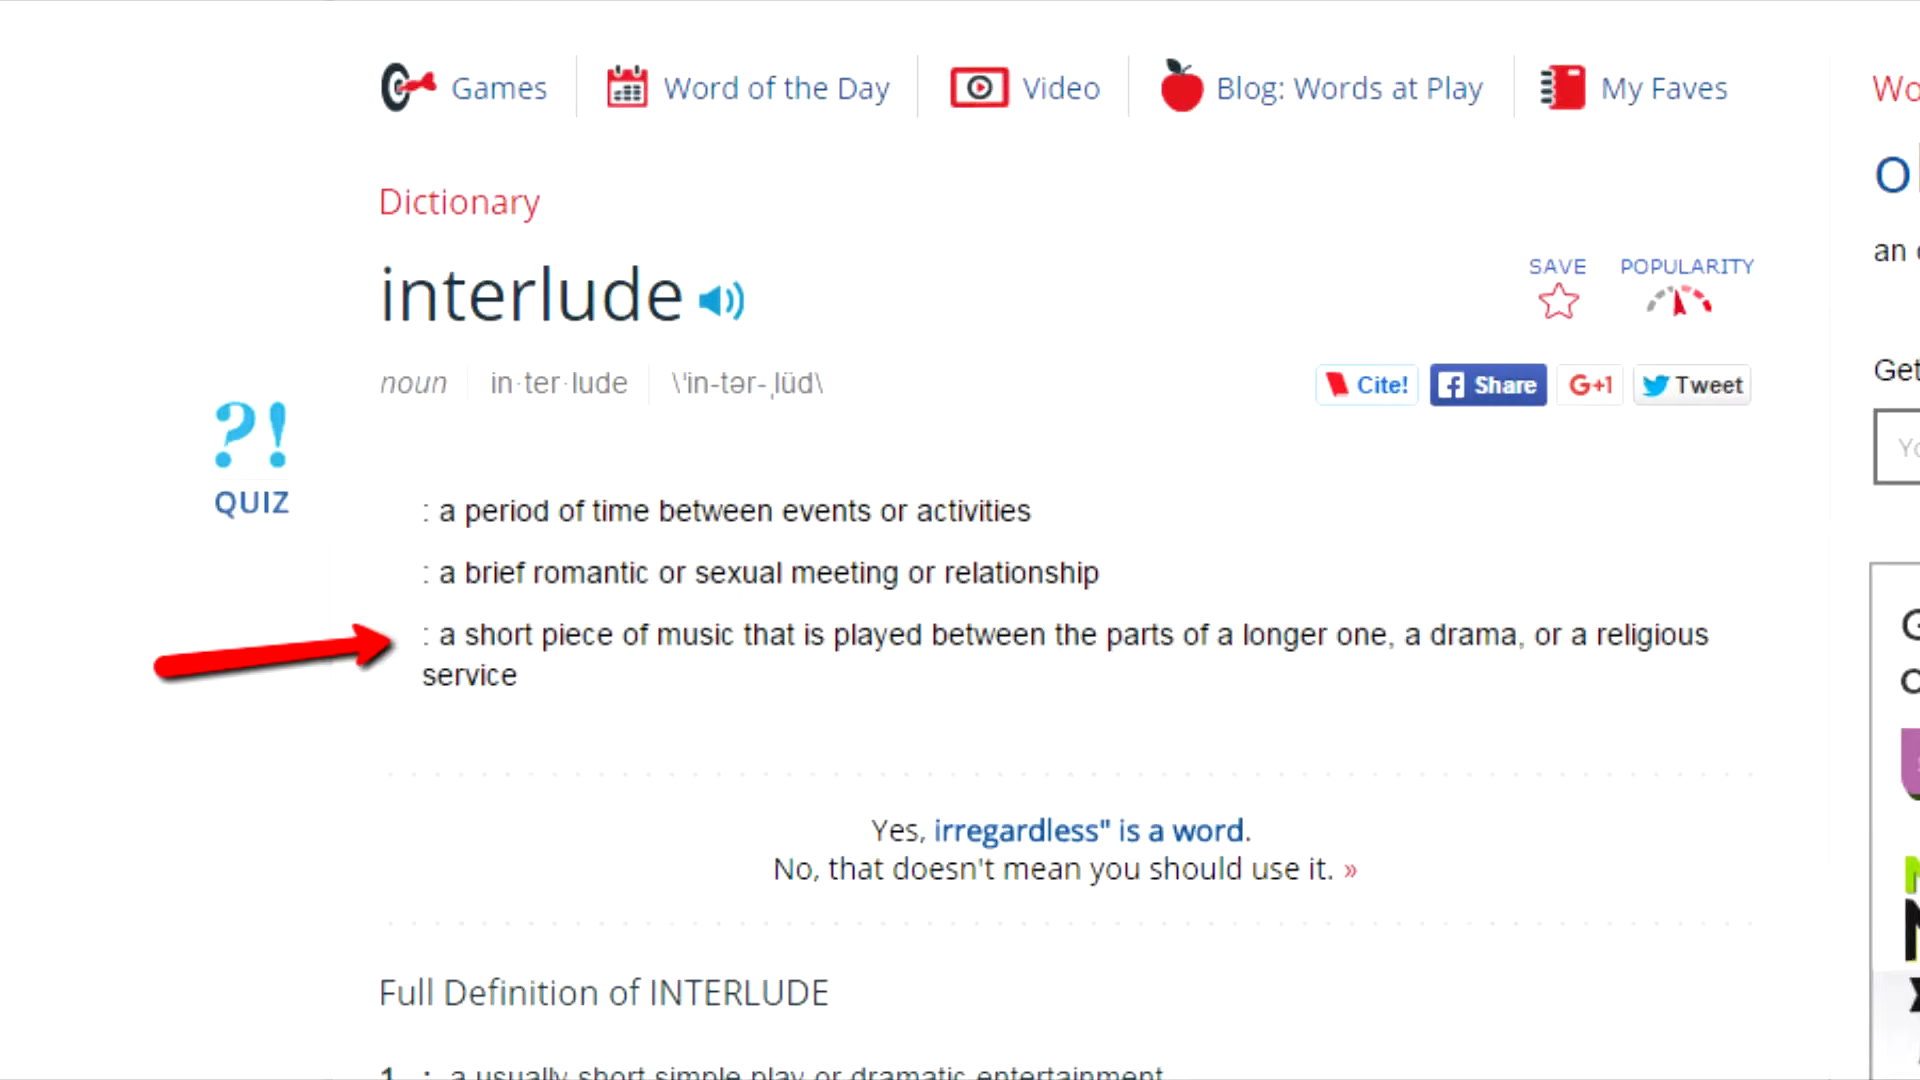 Games
Word of the Day
Video
Blog: Words at Play
My Faves
Dictionary
interlude
SAVE
POPULARITY
noun
in·ter·lude
\ˈin-tər-ˌlüd\
Cite!
Share
G+1
Tweet
?!
QUIZ
: a period of time between events or activities
: a brief romantic or sexual meeting or relationship
: a short piece of music that is played between the parts of a longer one, a drama, or a religious
service
Yes, irregardless" is a word.
No, that doesn't mean you should use it. »
Full Definition of INTERLUDE
1 : a usually short simple play or dramatic entertainment
an
Get